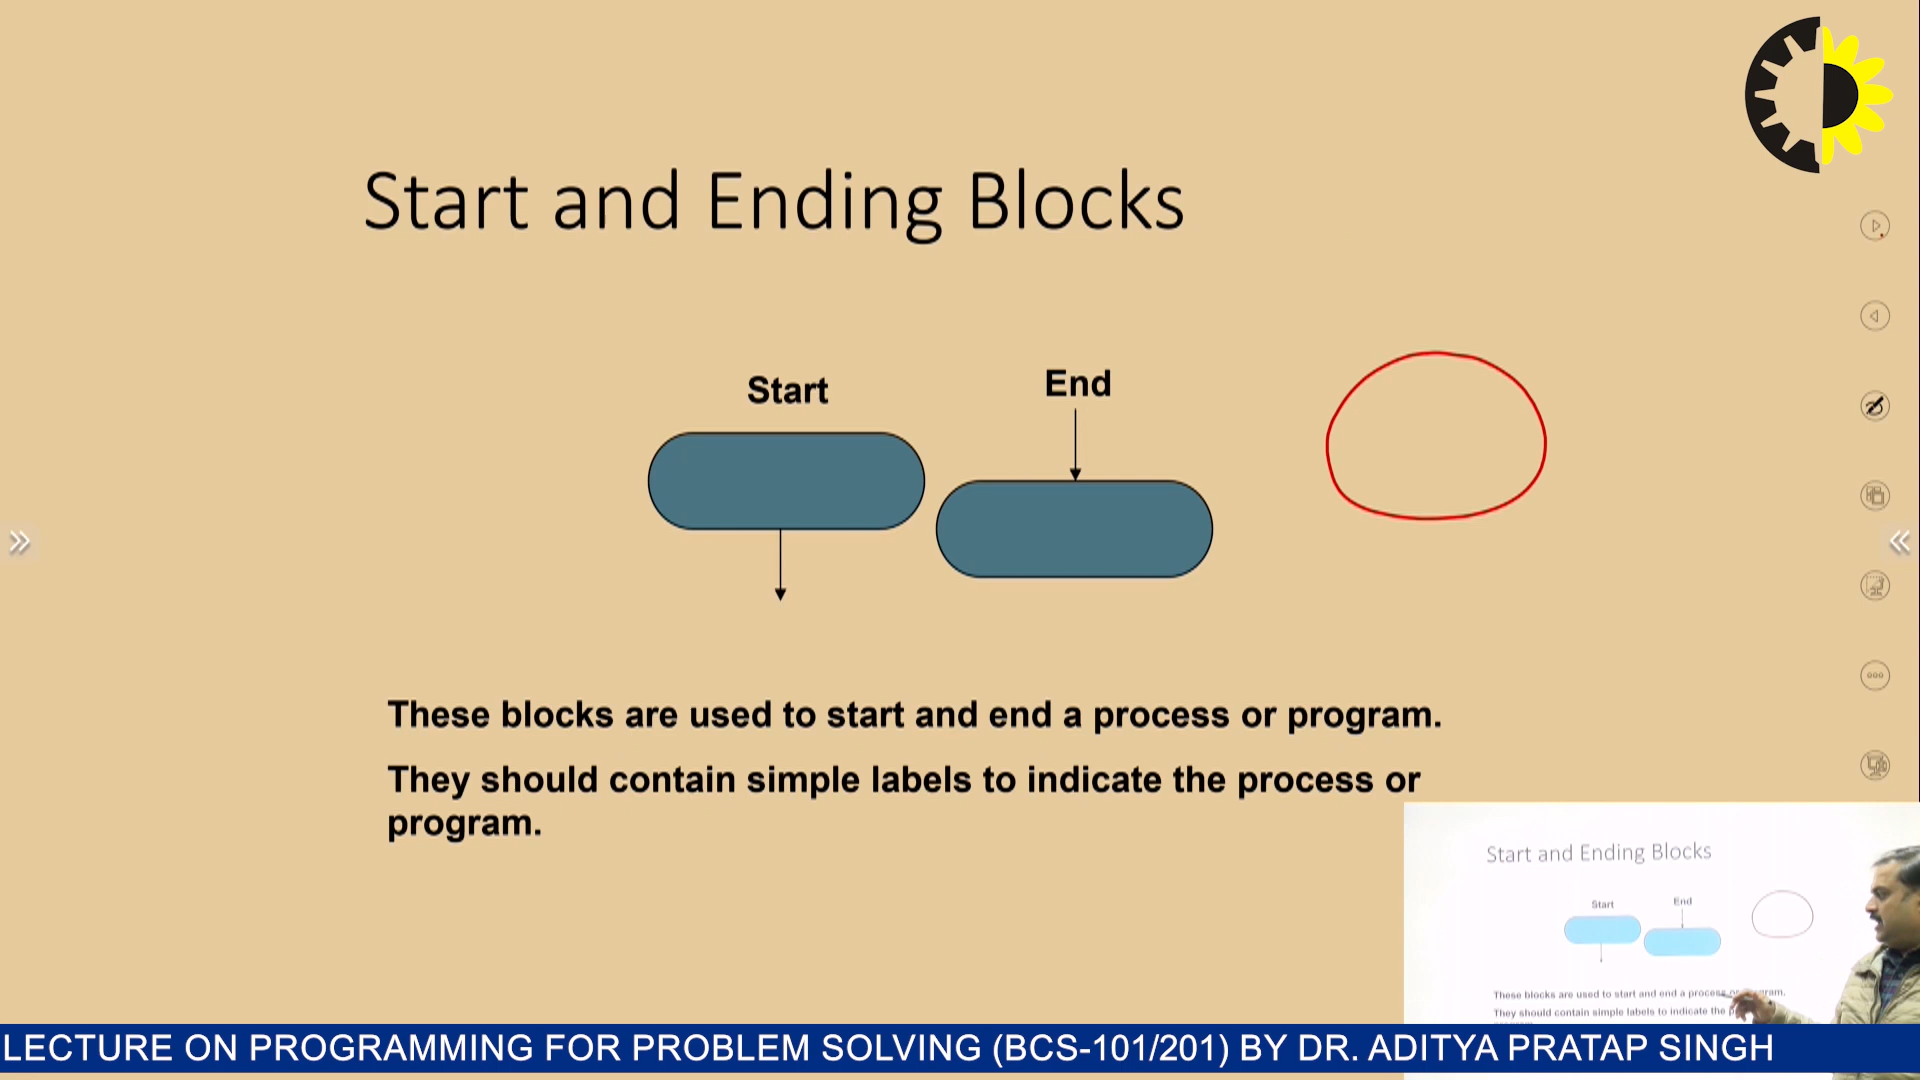 Start and Ending Blocks
Start
End
These blocks are used to start and end a process or program.
They should contain simple labels to indicate the process or
program.
Start and Ending Blocks
Start
End
These blocks are used to start and end a process or program.
They should contain simple labels to indicate the
LECTURE ON PROGRAMMING FOR PROBLEM SOLVING (BCS-101/201) BY DR. ADITYA PRATAP SINGH